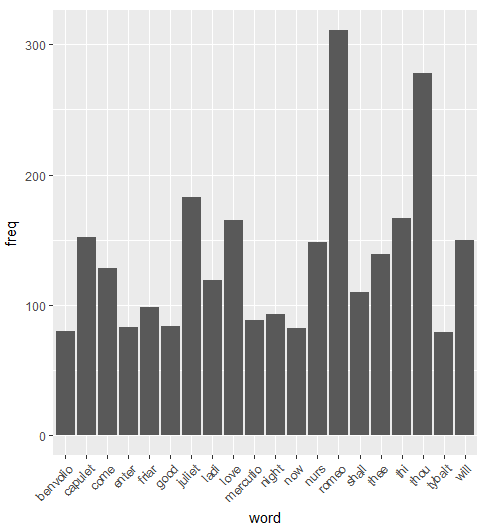 300
200
100
0
freq
benvolio capulet come enter friar good juliet ladi love mercutio night now nurs romeo shall thee thi thou tybalt will
word